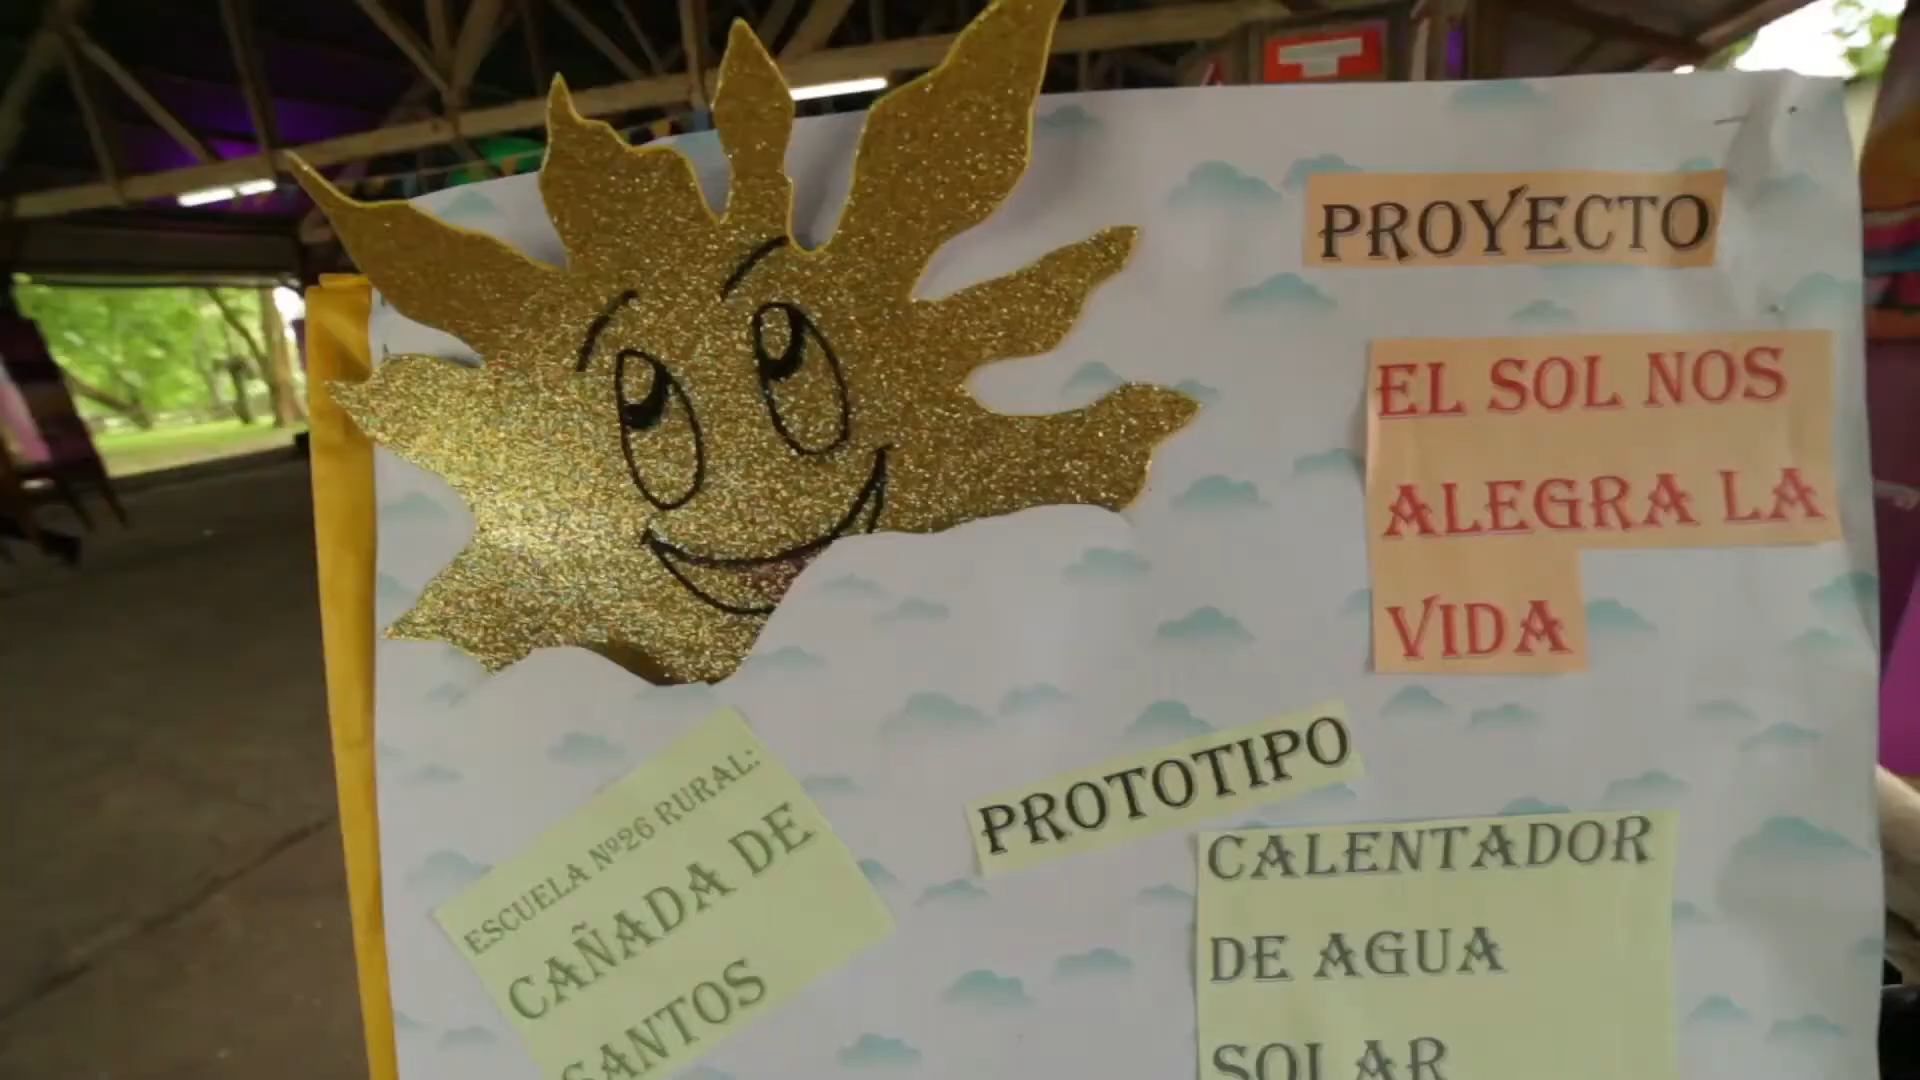 PROYECTO
EL SOL NOS
ALEGRA LA
VIDA
PROTOTIPO
CALENTADOR
DE AGUA
SOLAR
ESCUELA Nº26 RURAL:
CAÑADA DE
SANTOS